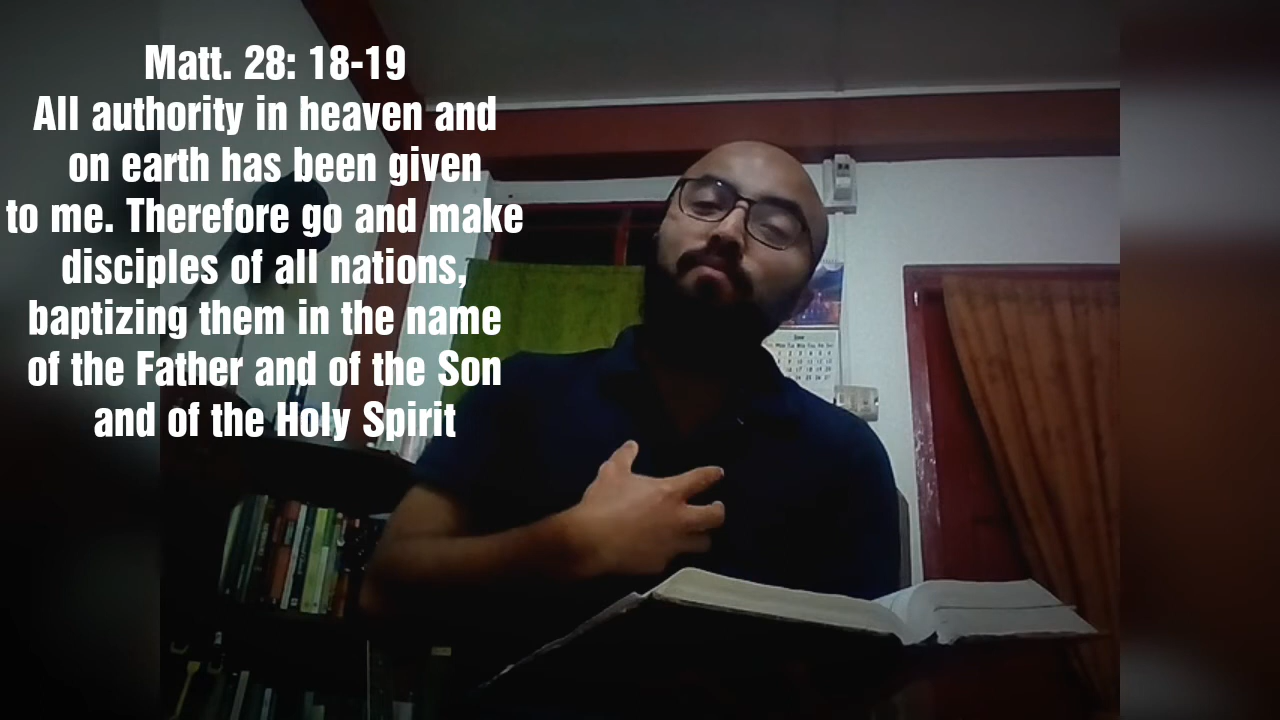 Matt. 28: 18-19
All authority in heaven and
on earth has been given
to me. Therefore go and make
disciples of all nations,
baptizing them in the name
of the Father and of the Son
and of the Holy Spirit